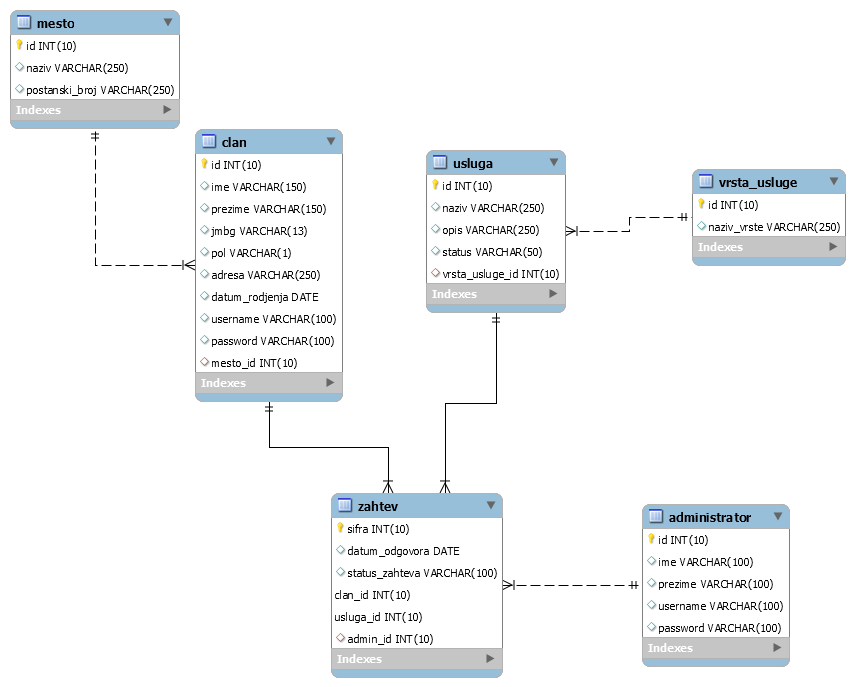 mesto
id INT(10)
naziv VARCHAR(250)
postanski_broj VARCHAR(250)
Indexes
clan
id INT(10)
ime VARCHAR(150)
prezime VARCHAR(150)
jmbg VARCHAR(13)
pol VARCHAR(1)
adresa VARCHAR(250)
datum_rodjenja DATE
username VARCHAR(100)
password VARCHAR(100)
mesto_id INT(10)
Indexes
usluga
id INT(10)
naziv VARCHAR(250)
opis VARCHAR(250)
status VARCHAR(50)
vrsta_usluge_id INT(10)
Indexes
vrsta_usluge
id INT(10)
naziv_vrste VARCHAR(250)
Indexes
zahtev
sifra INT(10)
datum_odgovora DATE
status_zahteva VARCHAR(100)
clan_id INT(10)
usluga_id INT(10)
admin_id INT(10)
Indexes
administrator
id INT(10)
ime VARCHAR(100)
prezime VARCHAR(100)
username VARCHAR(100)
password VARCHAR(100)
Indexes